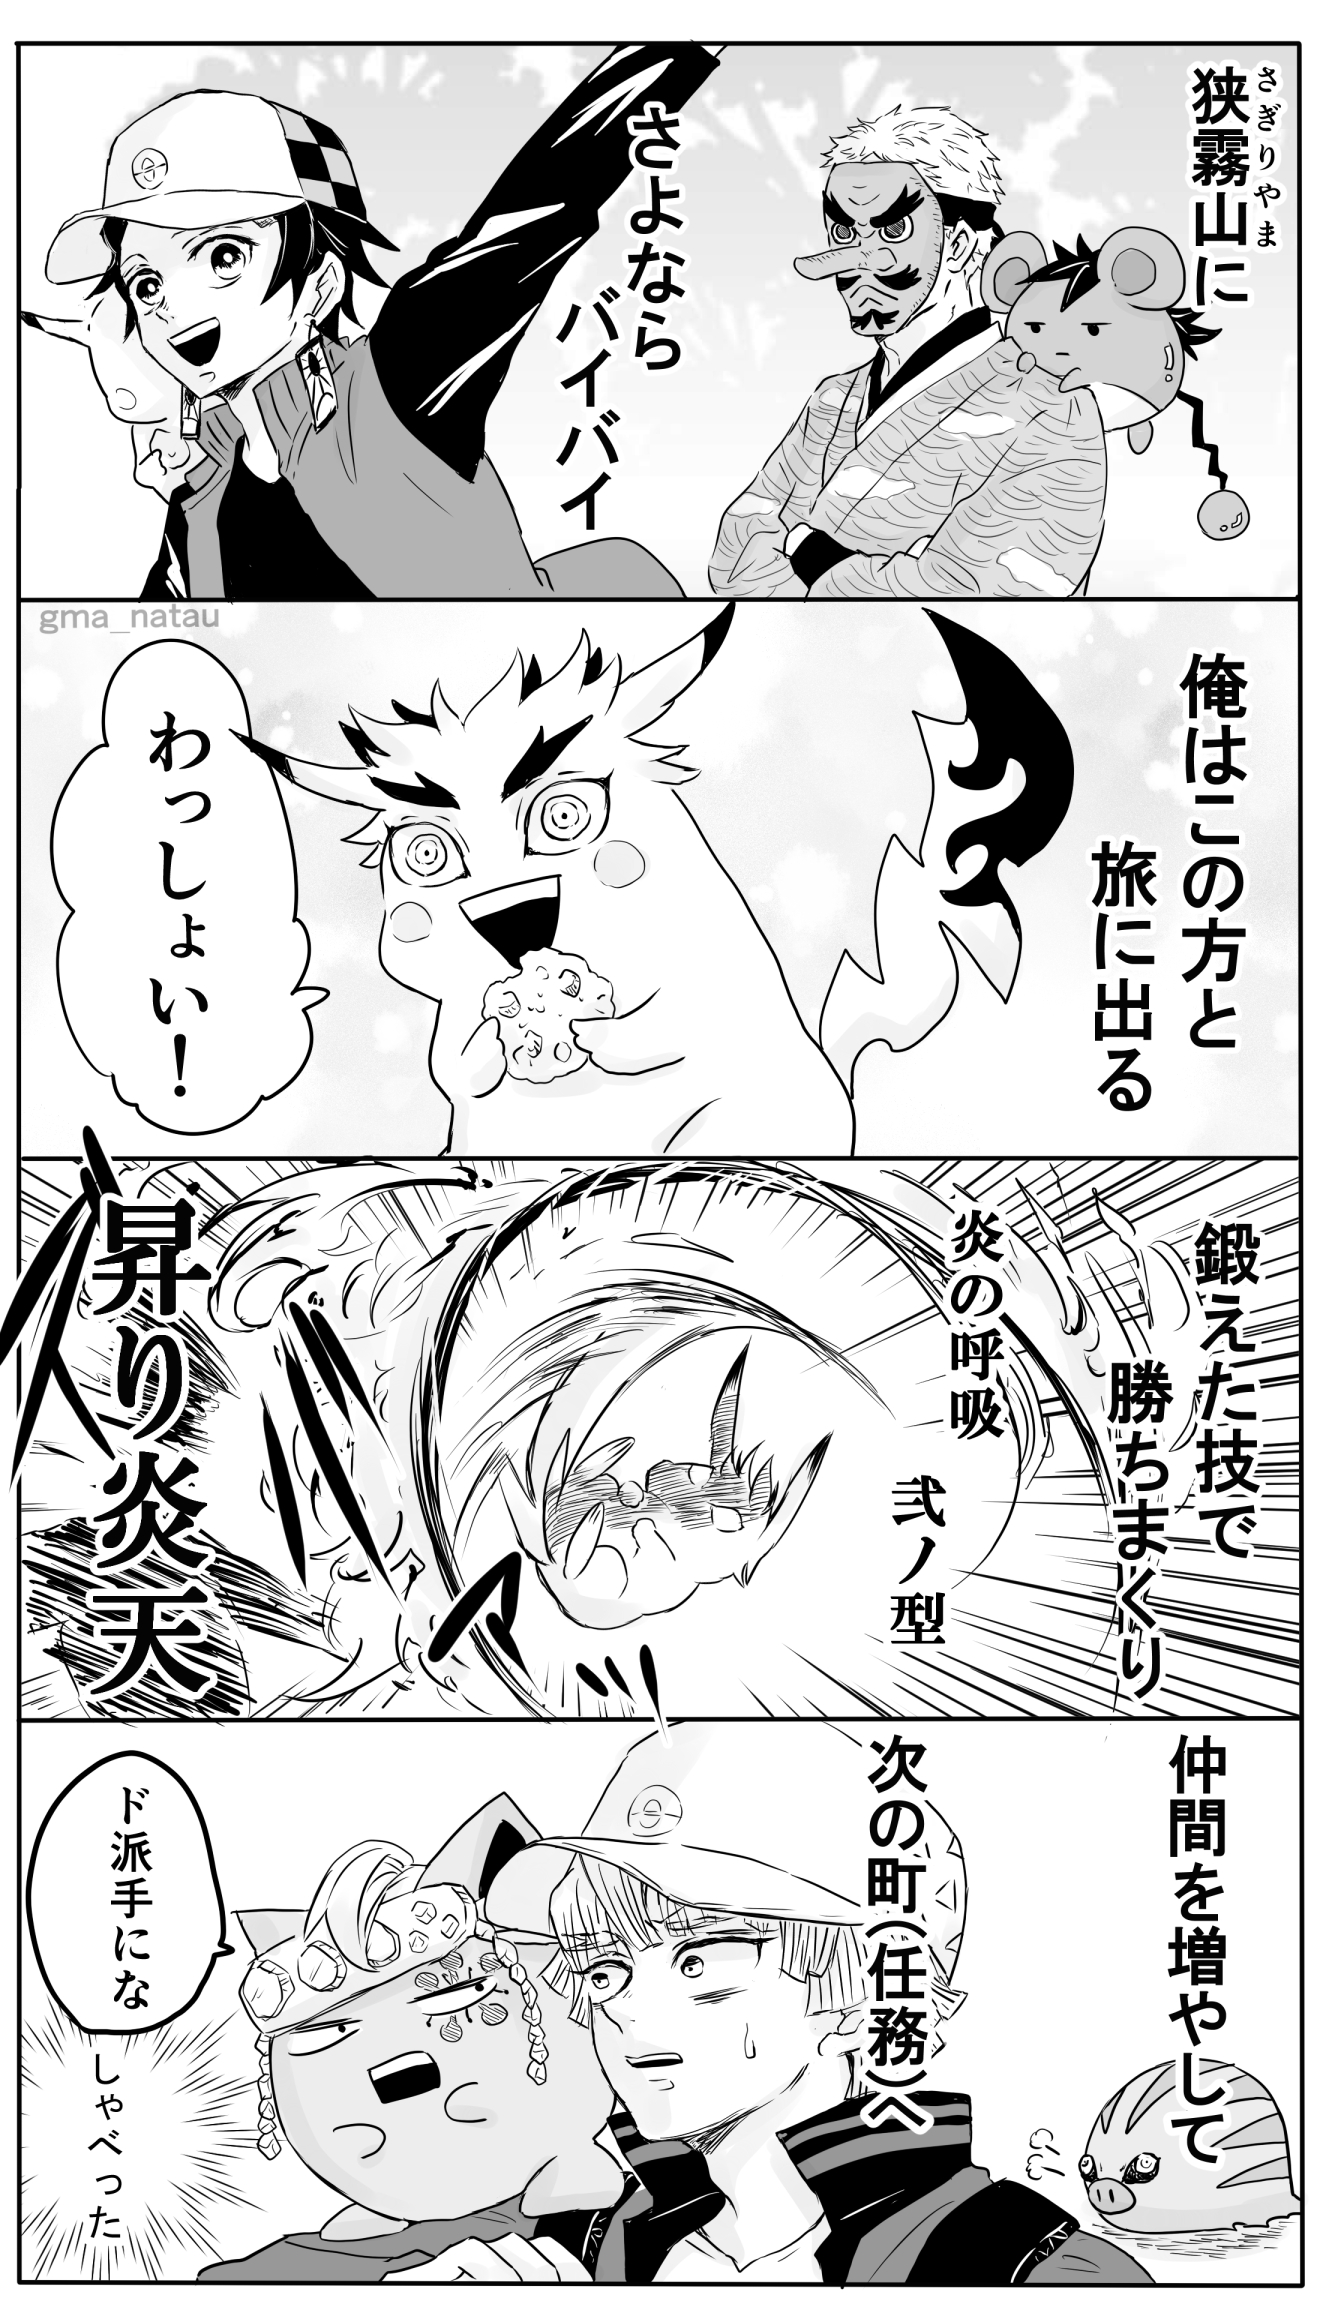 狭霧山に
さぎりやま
さよなら
バイバイ
gma_natau
俺はこの方と
旅に出る
わっしょい！
鍛えた技で
勝ちまくり
炎の呼吸
弐ノ型
昇り炎天
仲間を増やして
次の町(任務)へ
ド派手にな
しゃべった